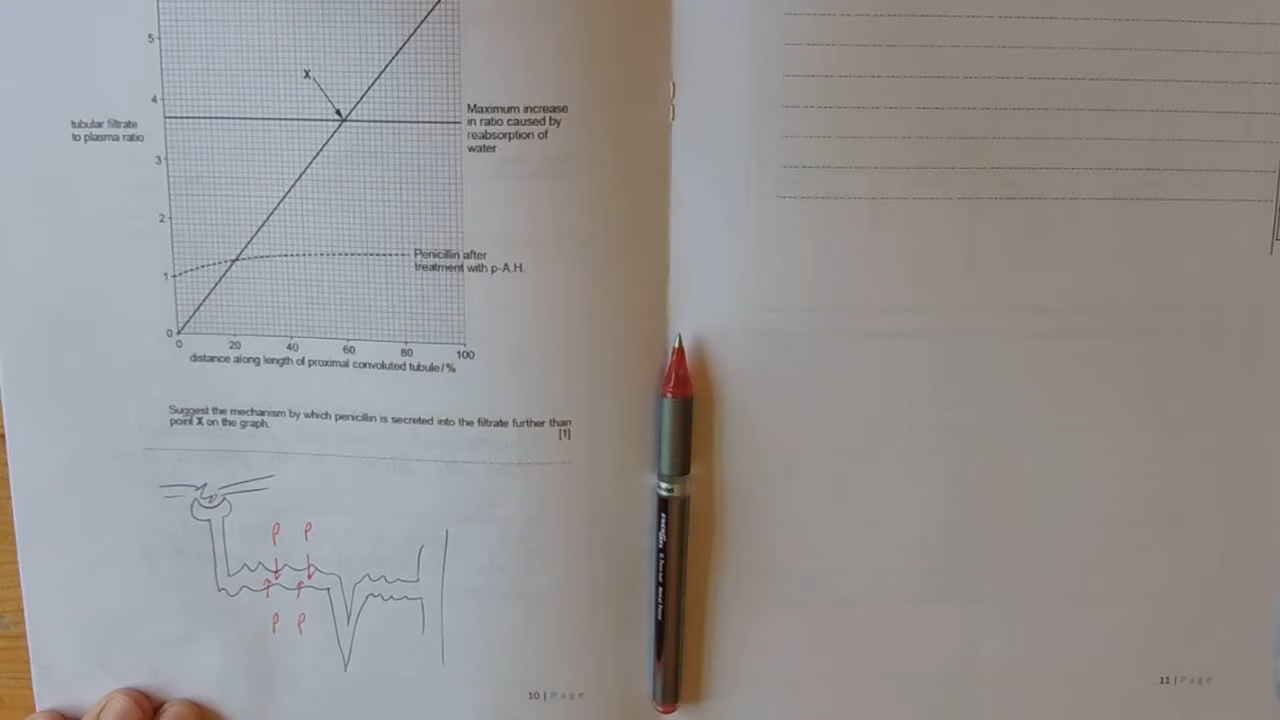 5
X
4
Maximum increase
in ratio caused by
reabsorption of
water
tubular filtrate
to plasma ratio
3
2
Penicillin after
treatment with p-A.H.
1
0
0 20 40 60 80 100
distance along length of proximal convoluted tubule/%
Suggest the mechanism by which penicillin is secreted into the filtrate further than
point X on the graph.
[1]
P P
P P
10 | Page
11 | Page